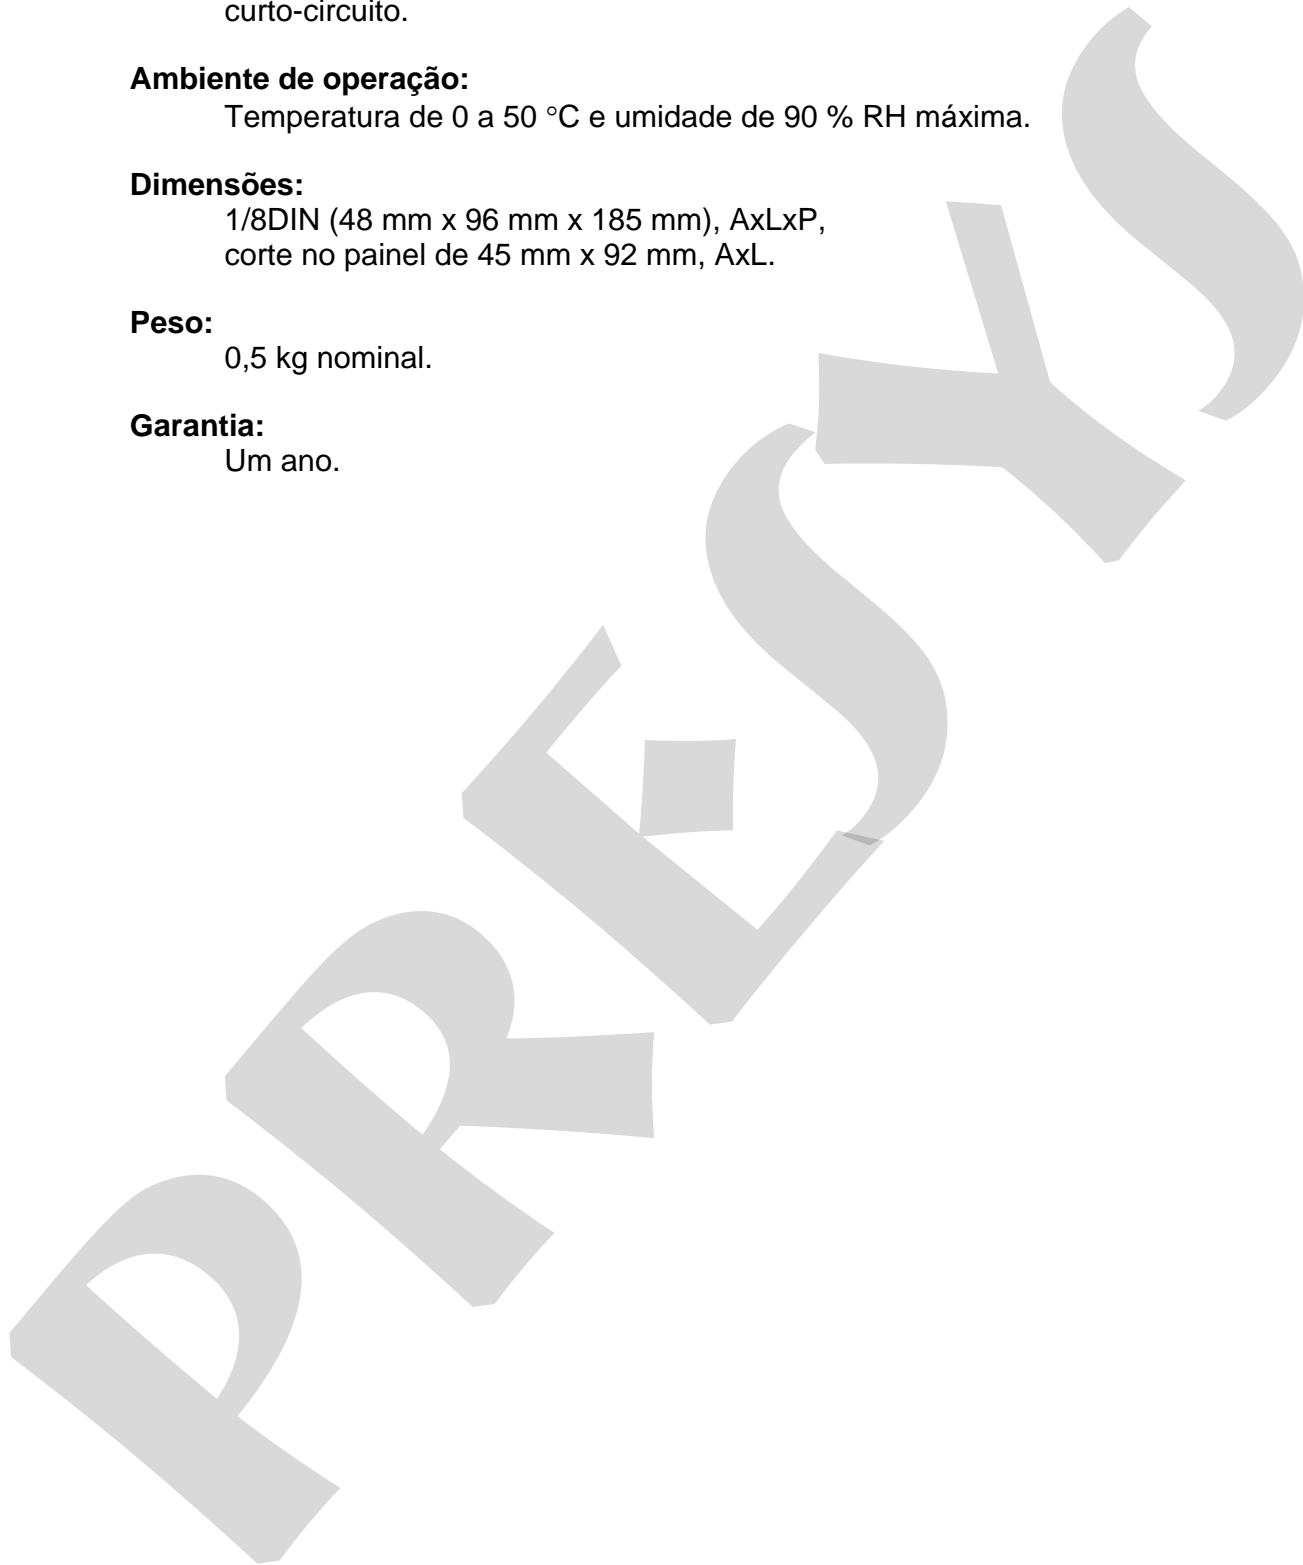 curto-circuito.
Ambiente de operação:
Temperatura de 0 a 50 °C e umidade de 90 % RH máxima.
Dimensões:
1/8DIN (48 mm x 96 mm x 185 mm), AxLxP,
corte no painel de 45 mm x 92 mm, AxL.
Peso:
0,5 kg nominal.
Garantia:
Um ano.
PRESYS